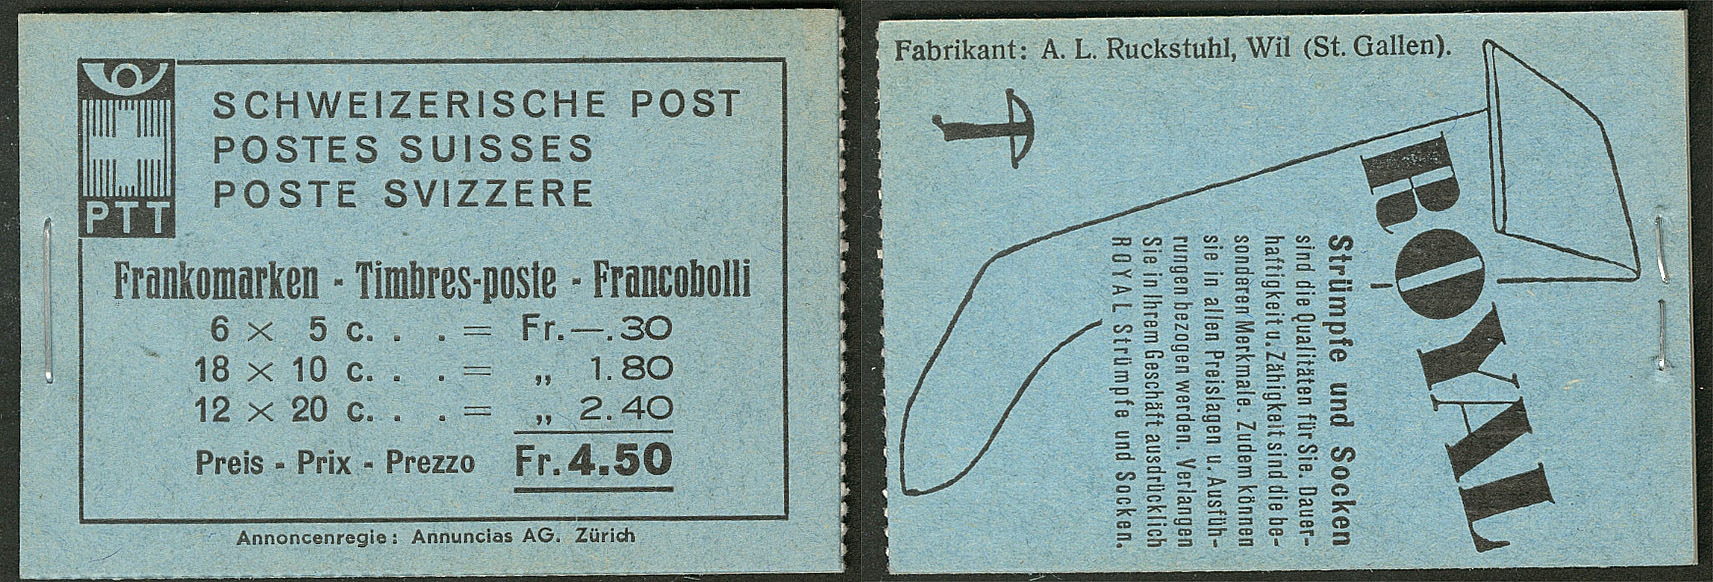 PTT
SCHWEIZERISCHE POST
POSTES SUISSES
POSTE SVIZZERE
Frankomarken - Timbres-poste - Francobolli
6 × 5 c. . . = Fr.—.30
18 × 10 c. . . = „ 1.80
12 × 20 c. . . = „ 2.40
Preis - Prix - Prezzo Fr. 4.50
Annoncenregie: Annuncias AG. Zürich
Fabrikant: A. L. Ruckstuhl, Wil (St. Gallen).
ROYAL
Strümpfe und Socken
sind die Qualitäten für Sie. Dauer-
haftigkeit u. Zähigkeit sind die be-
sonderen Merkmale. Zudem können
sie in allen Preislagen u. Ausfüh-
rungen bezogen werden. Verlangen
Sie in Ihrem Geschäft ausdrücklich
ROYAL Strümpfe und Socken.